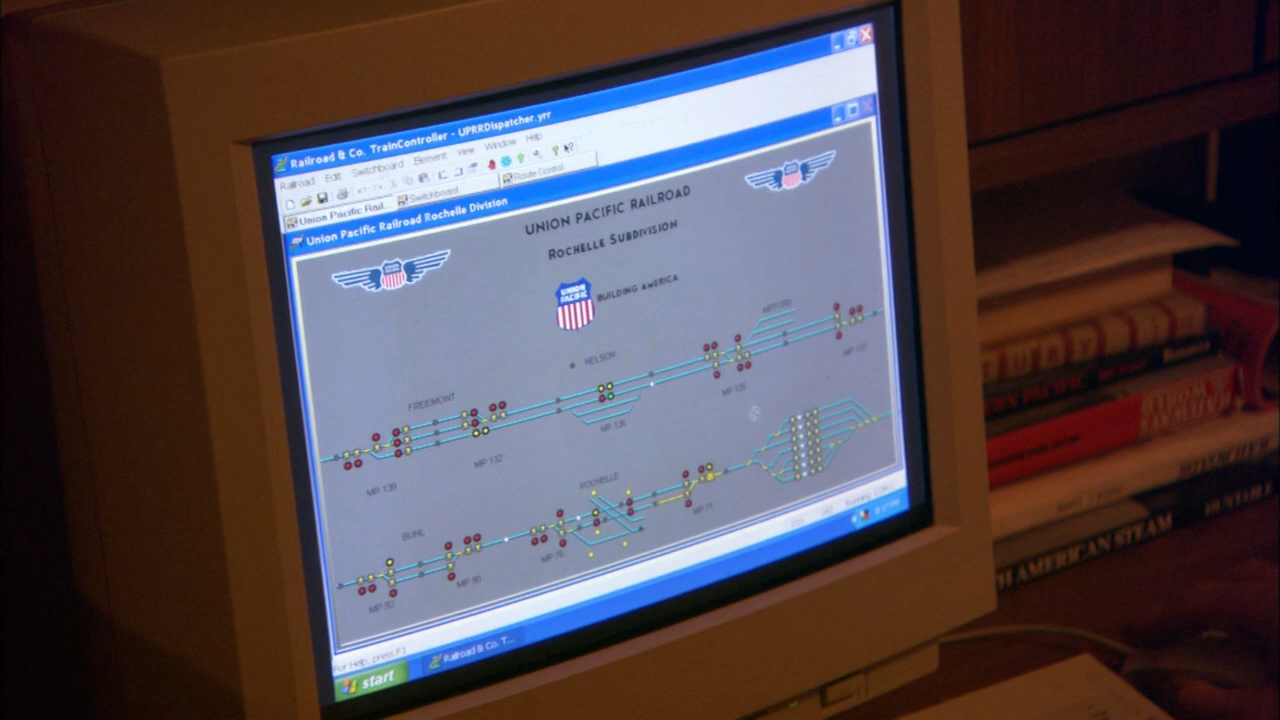 Railroad & Co. TrainController - UPRRDispatcher.yrr
Railroad Edit Switchboard Element View Window Help
Union Pacific Rail... Switchboard Route Control
Union Pacific Railroad Rochelle Division
UNION PACIFIC RAILROAD
ROCHELLE SUBDIVISION
UNION PACIFIC
BUILDING AMERICA
NELSON
FREEMONT
MP 126
MP 132
MP 139
ROCHELLE
BUHL
MP 71
MP 76
MP 90
MP 92
For Help, press F1
start
Railroad & Co. T...
PACIFIC
AMERICAN STEAM